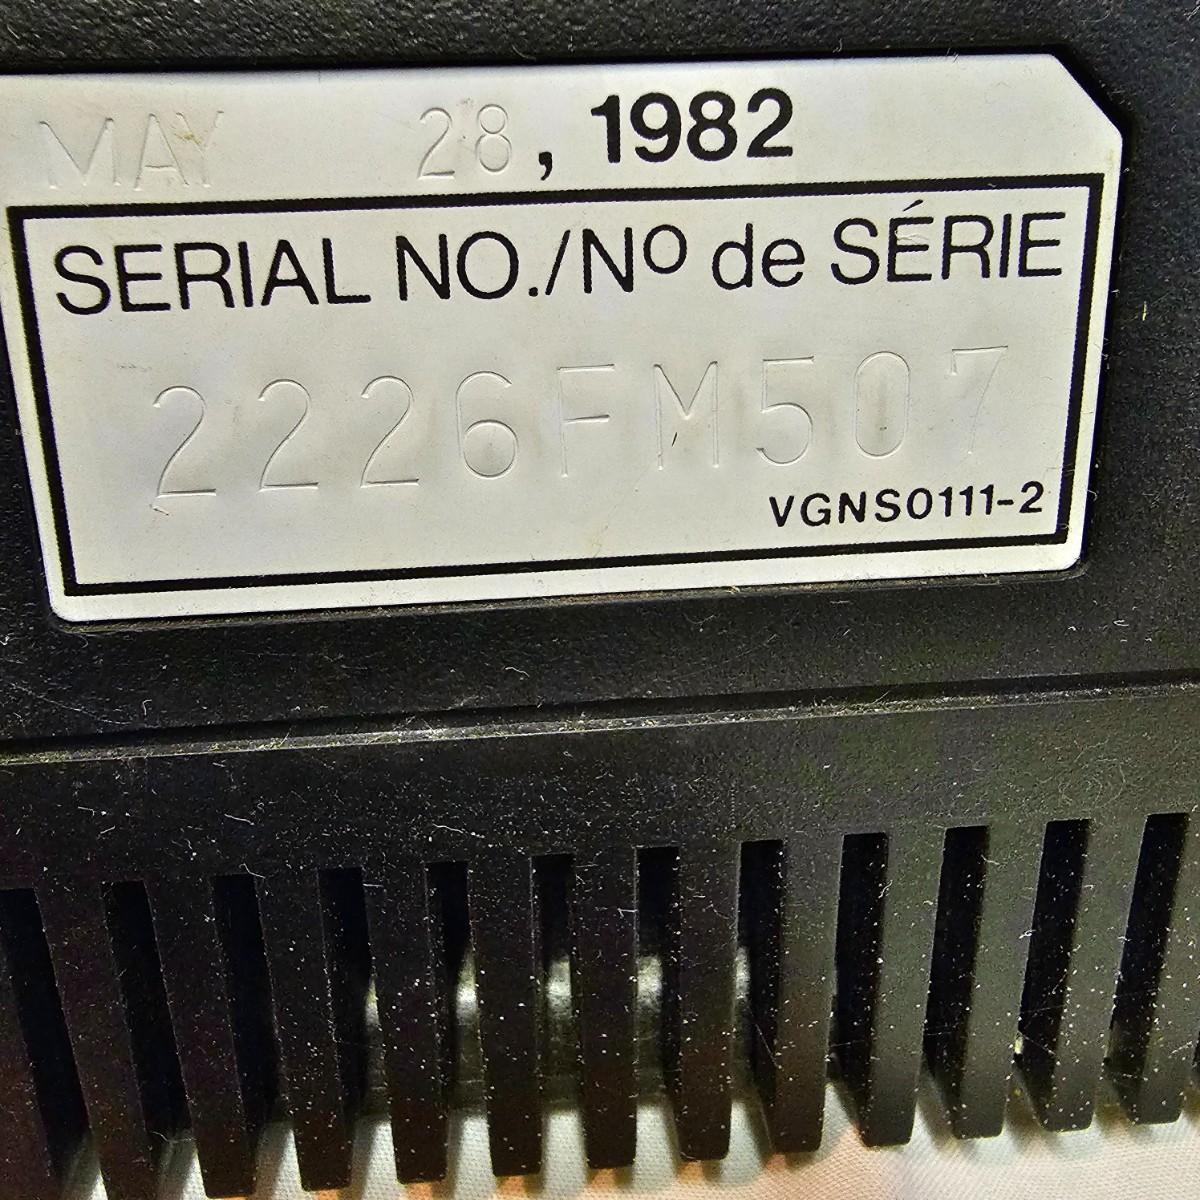 MAY 28, 1982
SERIAL NO./Nº de SÉRIE
2226FM507
VGNS0111-2